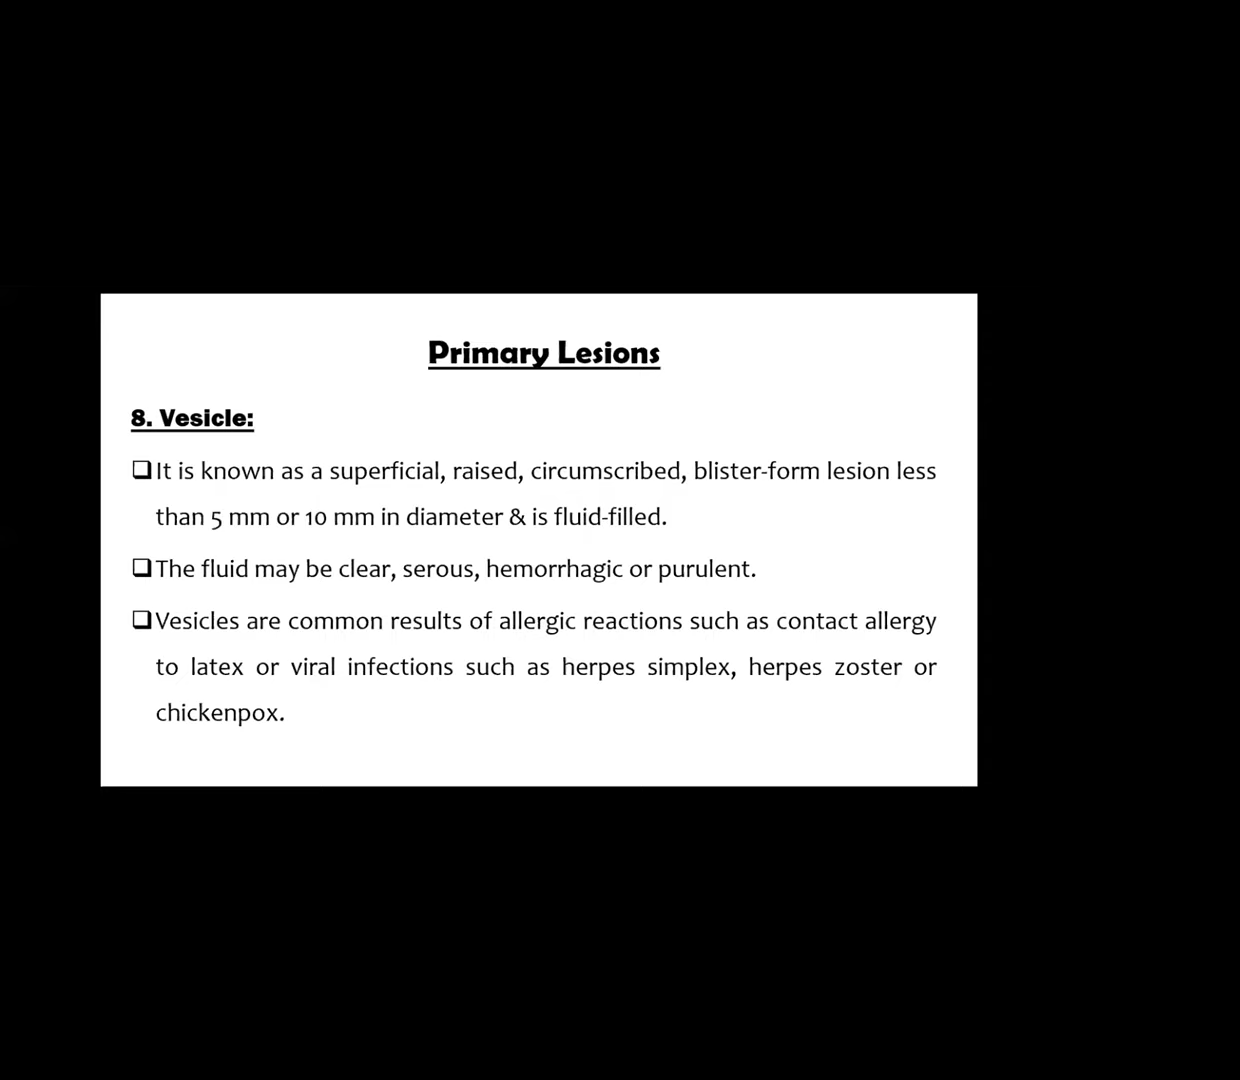 Primary Lesions
8. Vesicle:
❑It is known as a superficial, raised, circumscribed, blister-form lesion less
than 5 mm or 10 mm in diameter & is fluid-filled.
❑The fluid may be clear, serous, hemorrhagic or purulent.
❑Vesicles are common results of allergic reactions such as contact allergy
to latex or viral infections such as herpes simplex, herpes zoster or
chickenpox.